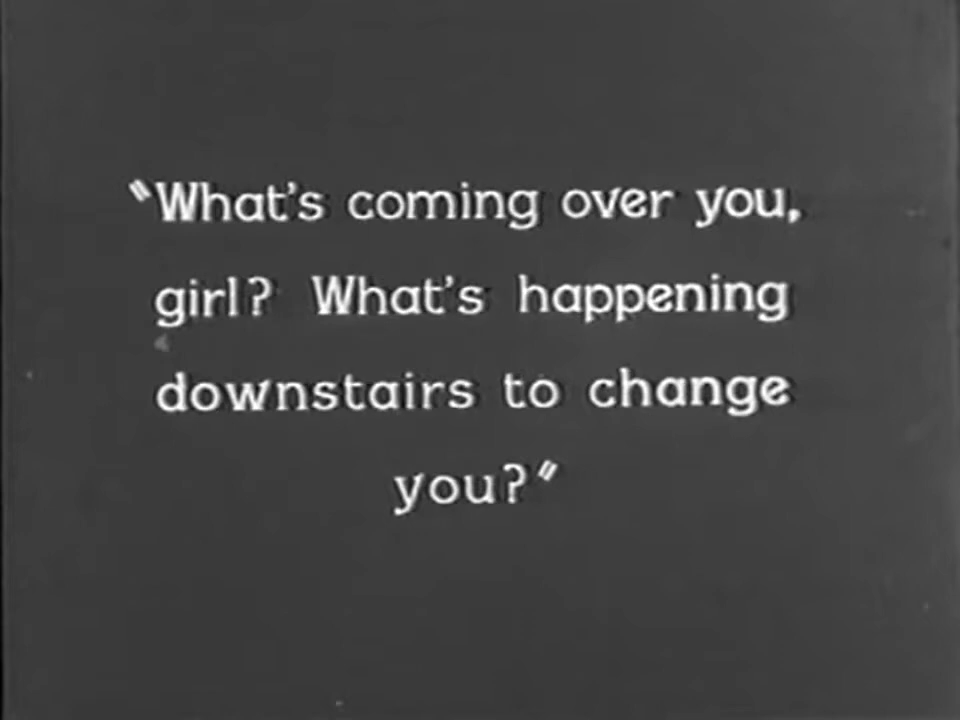 "What's coming over you,
girl? What's happening
downstairs to change
you?"